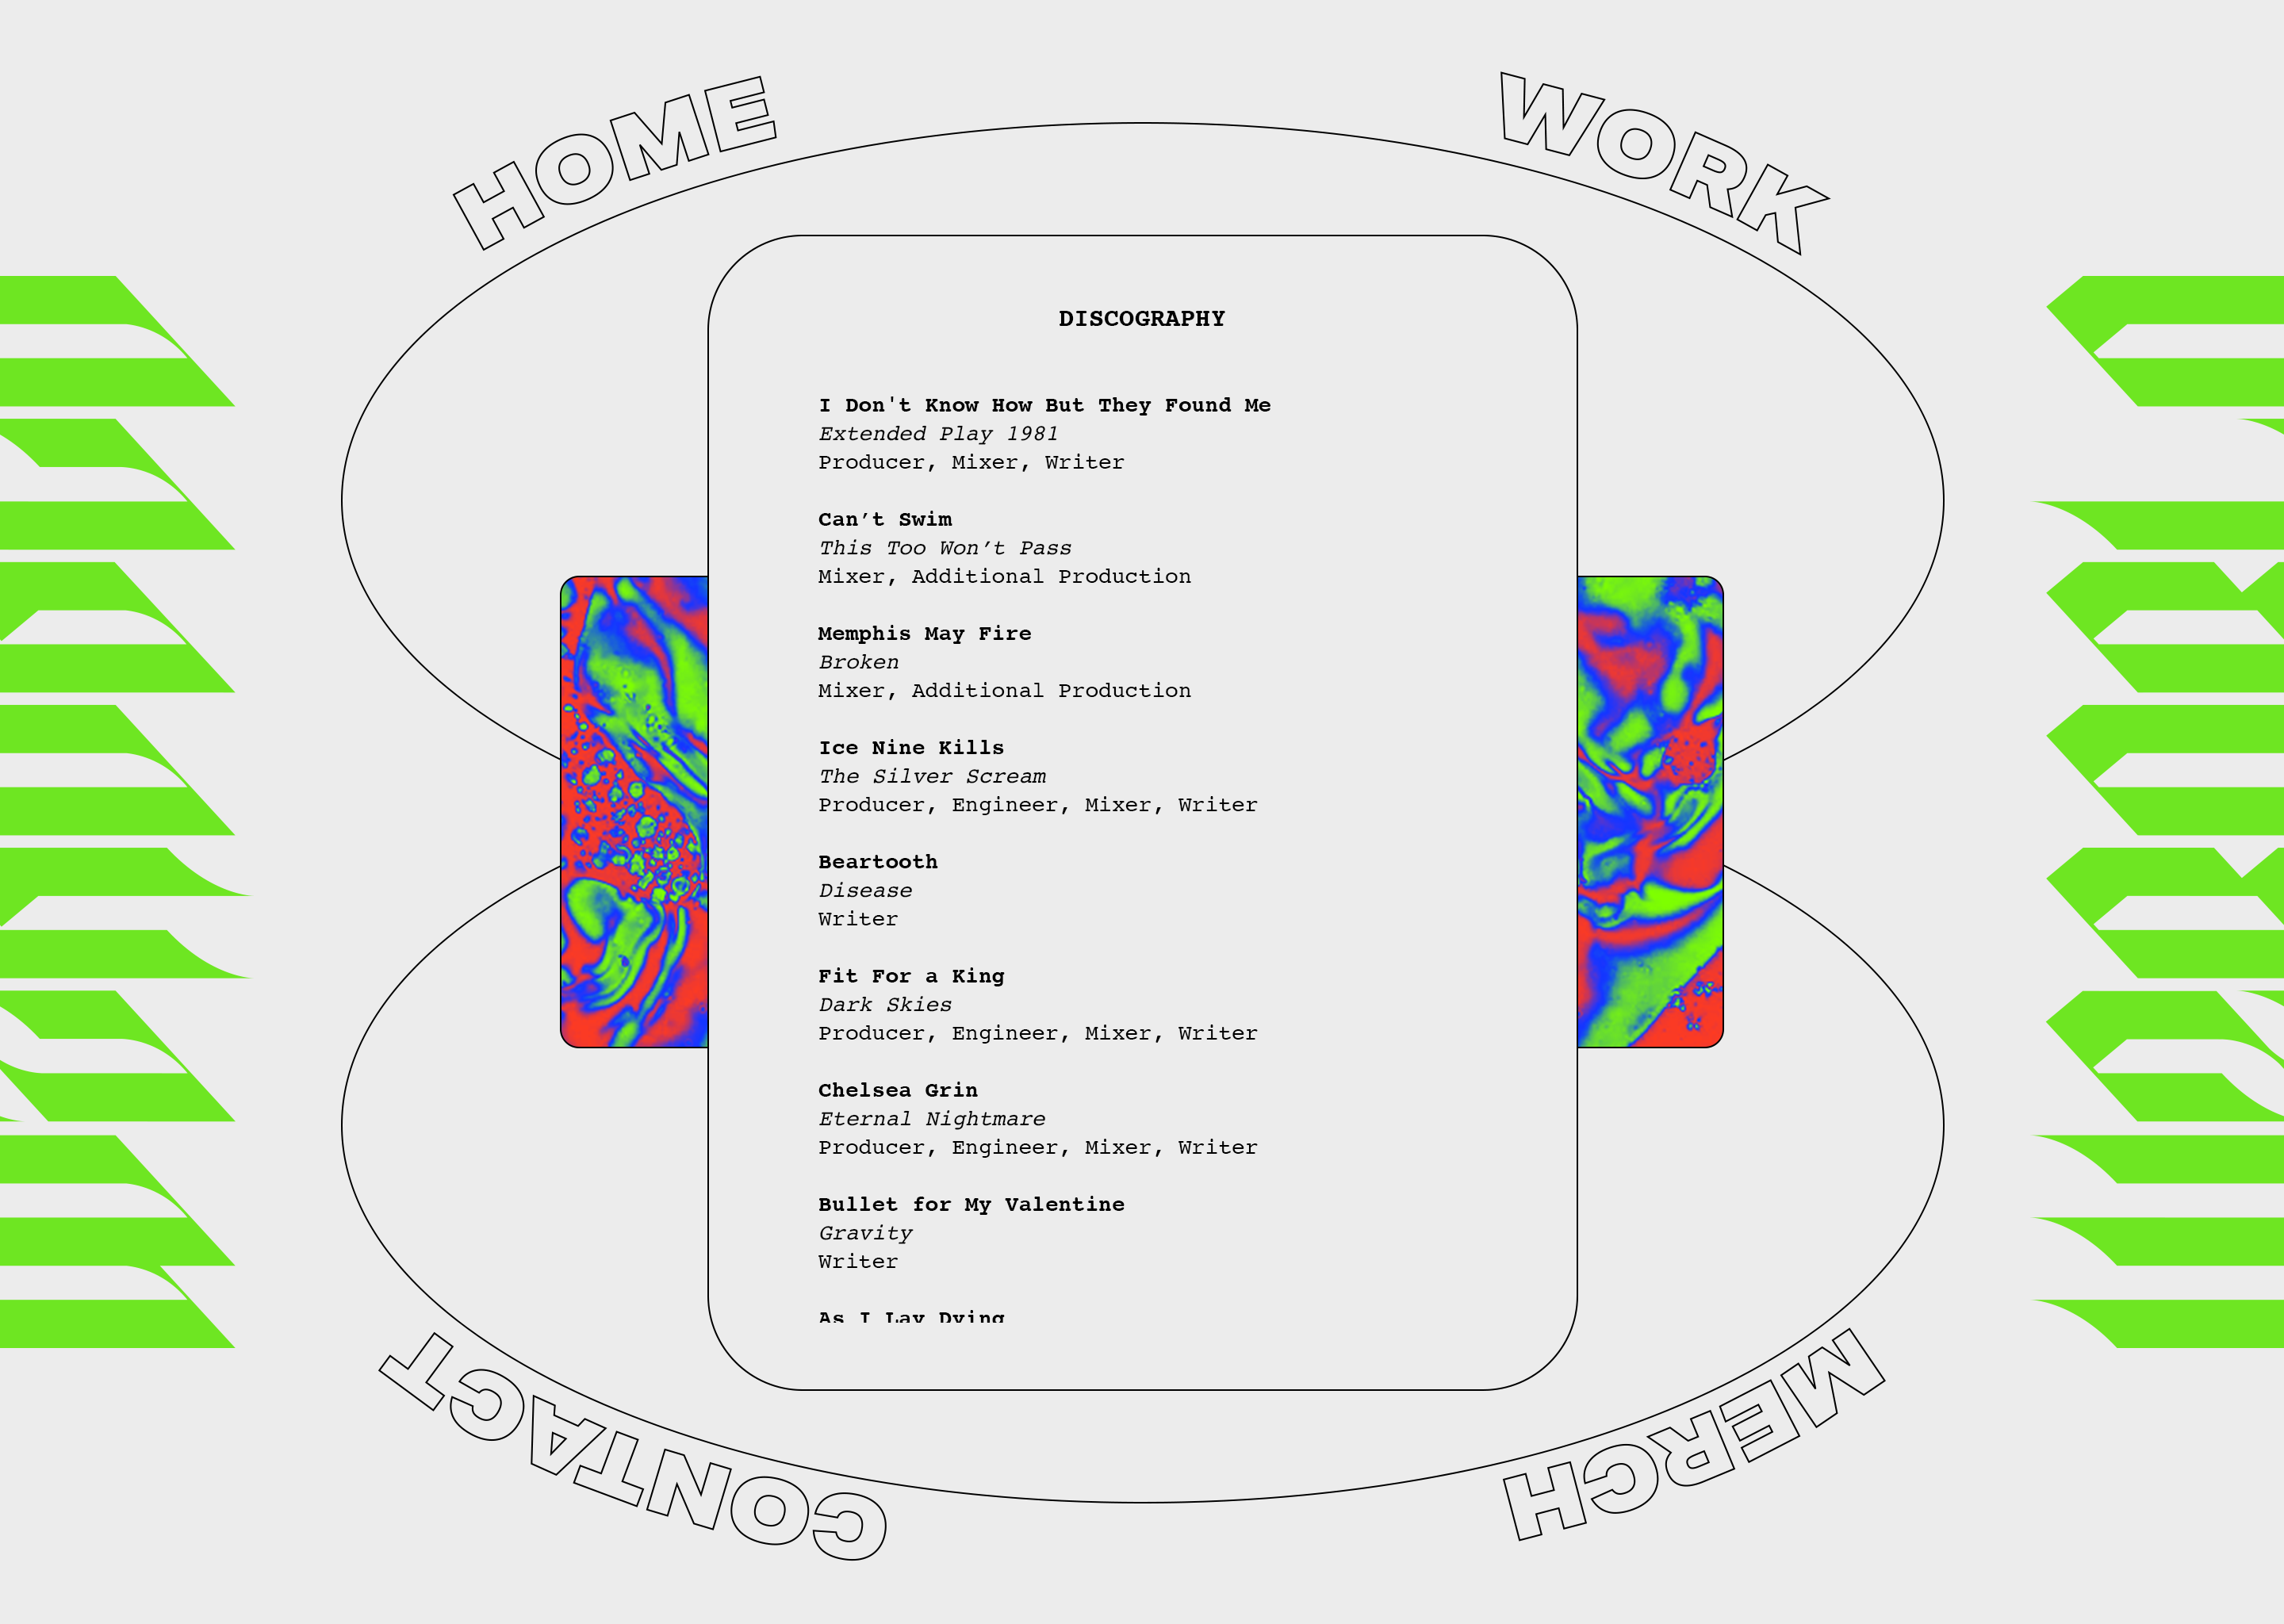 HOME
WORK
DISCOGRAPHY
I Don't Know How But They Found Me
Extended Play 1981
Producer, Mixer, Writer
Can’t Swim
This Too Won’t Pass
Mixer, Additional Production
Memphis May Fire
Broken
Mixer, Additional Production
Ice Nine Kills
The Silver Scream
Producer, Engineer, Mixer, Writer
Beartooth
Disease
Writer
Fit For a King
Dark Skies
Producer, Engineer, Mixer, Writer
Chelsea Grin
Eternal Nightmare
Producer, Engineer, Mixer, Writer
Bullet for My Valentine
Gravity
Writer
As I Lay Dying
CONTACT
MERCH